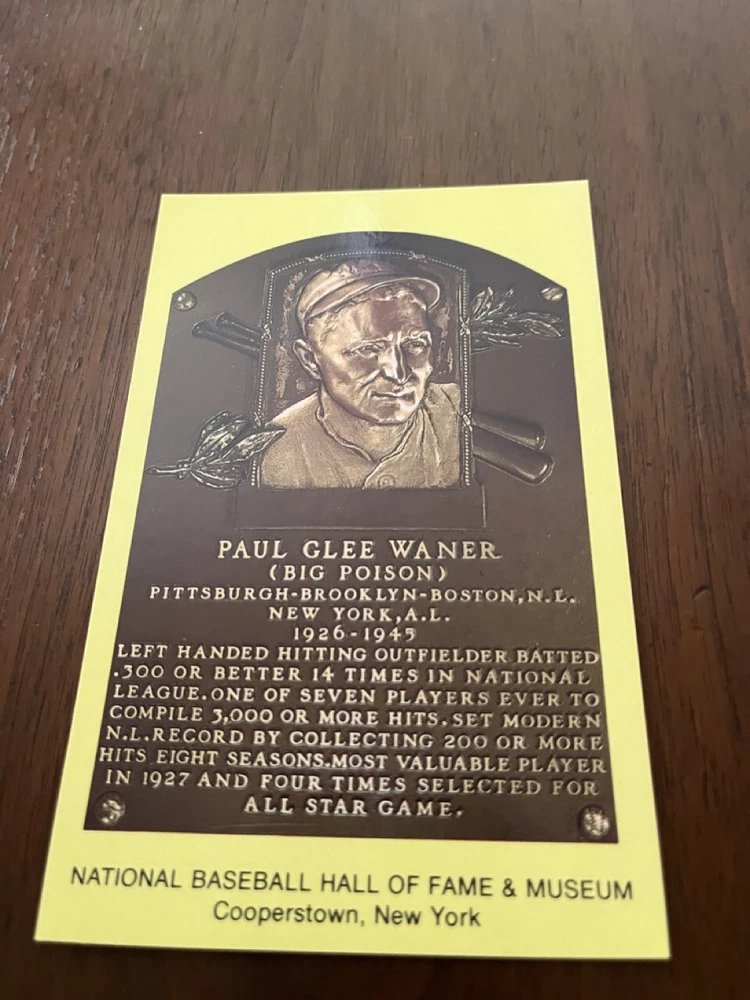 PAUL GLEE WANER
(BIG POISON)
PITTSBURGH-BROOKLYN-BOSTON,N.L.
NEW YORK,A.L.
1926-1945
LEFT HANDED HITTING OUTFIELDER BATTED
.300 OR BETTER 14 TIMES IN NATIONAL
LEAGUE.ONE OF SEVEN PLAYERS EVER TO
COMPILE 3,000 OR MORE HITS.SET MODERN
N.L.RECORD BY COLLECTING 200 OR MORE
HITS EIGHT SEASONS.MOST VALUABLE PLAYER
IN 1927 AND FOUR TIMES SELECTED FOR
ALL STAR GAME.
NATIONAL BASEBALL HALL OF FAME & MUSEUM
Cooperstown, New York